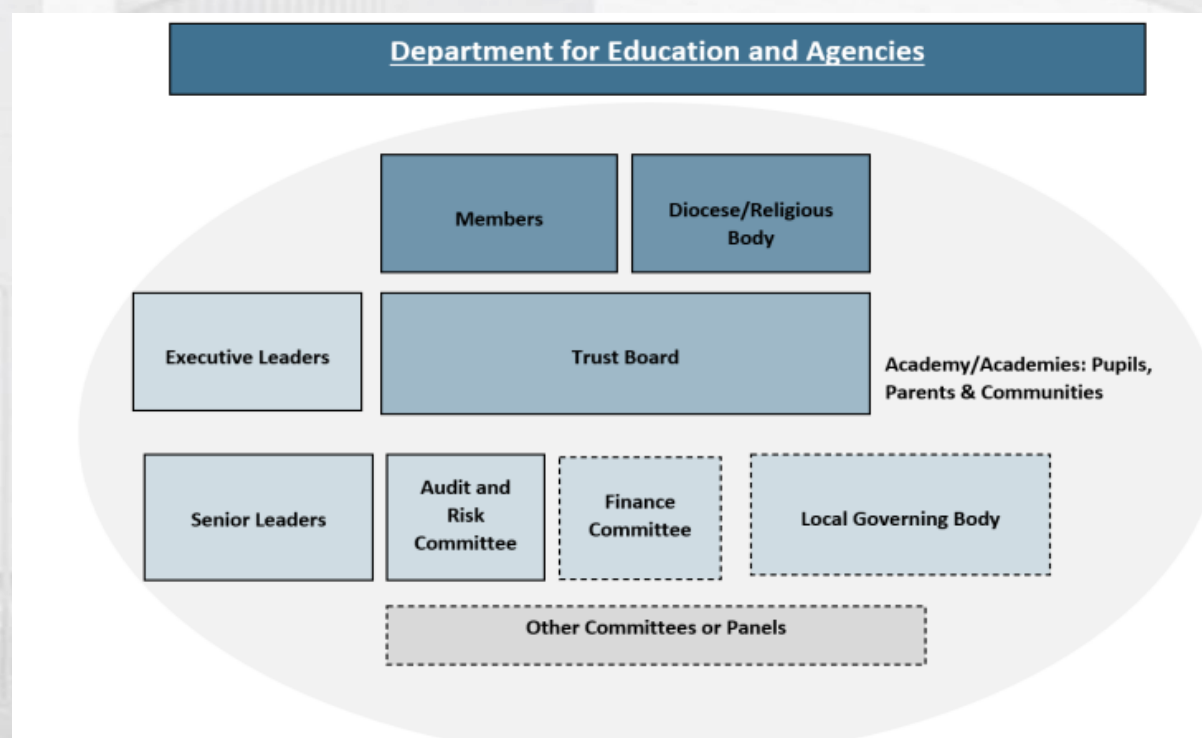 Department for Education and Agencies
Members
Diocese/Religious
Body
Executive Leaders
Trust Board
Academy/Academies: Pupils,
Parents & Communities
Senior Leaders
Audit and
Risk
Committee
Finance
Committee
Local Governing Body
Other Committees or Panels